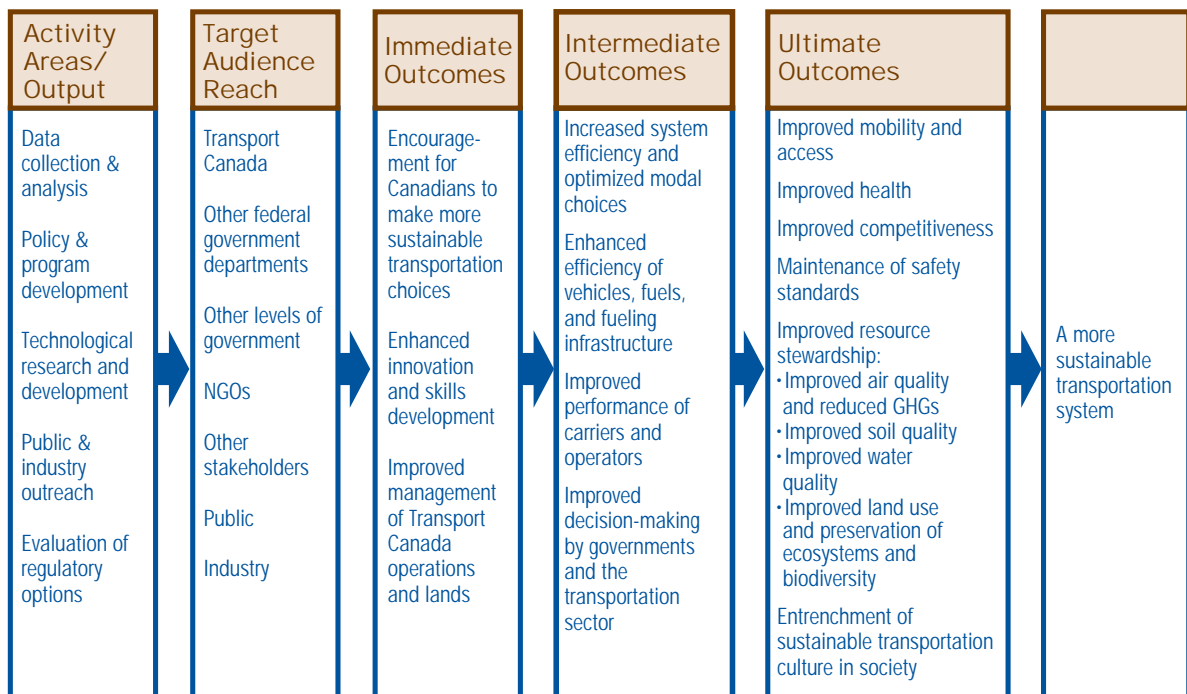 Activity
Areas/
Output
Data
collection &
analysis
Policy &
program
development
Technological
research and
development
Public &
industry
outreach
Evaluation of
regulatory
options
Target
Audience
Reach
Transport
Canada
Other federal
government
departments
Other levels of
government
NGOs
Other
stakeholders
Public
Industry
Immediate
Outcomes
Encourage-
ment for
Canadians to
make more
sustainable
transportation
choices
Enhanced
innovation
and skills
development
Improved
management
of Transport
Canada
operations
and lands
Intermediate
Outcomes
Increased system
efficiency and
optimized modal
choices
Enhanced
efficiency of
vehicles, fuels,
and fueling
infrastructure
Improved
performance of
carriers and
operators
Improved
decision-making
by governments
and the
transportation
sector
Ultimate
Outcomes
Improved mobility and
access
Improved health
Improved competitiveness
Maintenance of safety
standards
Improved resource
stewardship:
• Improved air quality
and reduced GHGs
• Improved soil quality
• Improved water
quality
• Improved land use
and preservation of
ecosystems and
biodiversity
Entrenchment of
sustainable transportation
culture in society
A more
sustainable
transportation
system